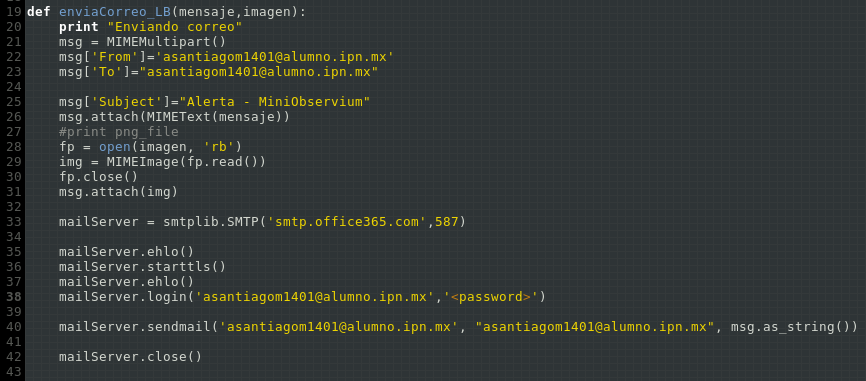 19 def enviaCorreo_LB(mensaje,imagen):
20     print "Enviando correo"
21     msg = MIMEMultipart()
22     msg['From']='asantiagom1401@alumno.ipn.mx'
23     msg['To']="asantiagom1401@alumno.ipn.mx"
24
25     msg['Subject']="Alerta - MiniObservium"
26     msg.attach(MIMEText(mensaje))
27     #print png_file
28     fp = open(imagen, 'rb')
29     img = MIMEImage(fp.read())
30     fp.close()
31     msg.attach(img)
32
33     mailServer = smtplib.SMTP('smtp.office365.com',587)
34
35     mailServer.ehlo()
36     mailServer.starttls()
37     mailServer.ehlo()
38     mailServer.login('asantiagom1401@alumno.ipn.mx','<password>')
39
40     mailServer.sendmail('asantiagom1401@alumno.ipn.mx', "asantiagom1401@alumno.ipn.mx", msg.as_string())
41
42     mailServer.close()
43